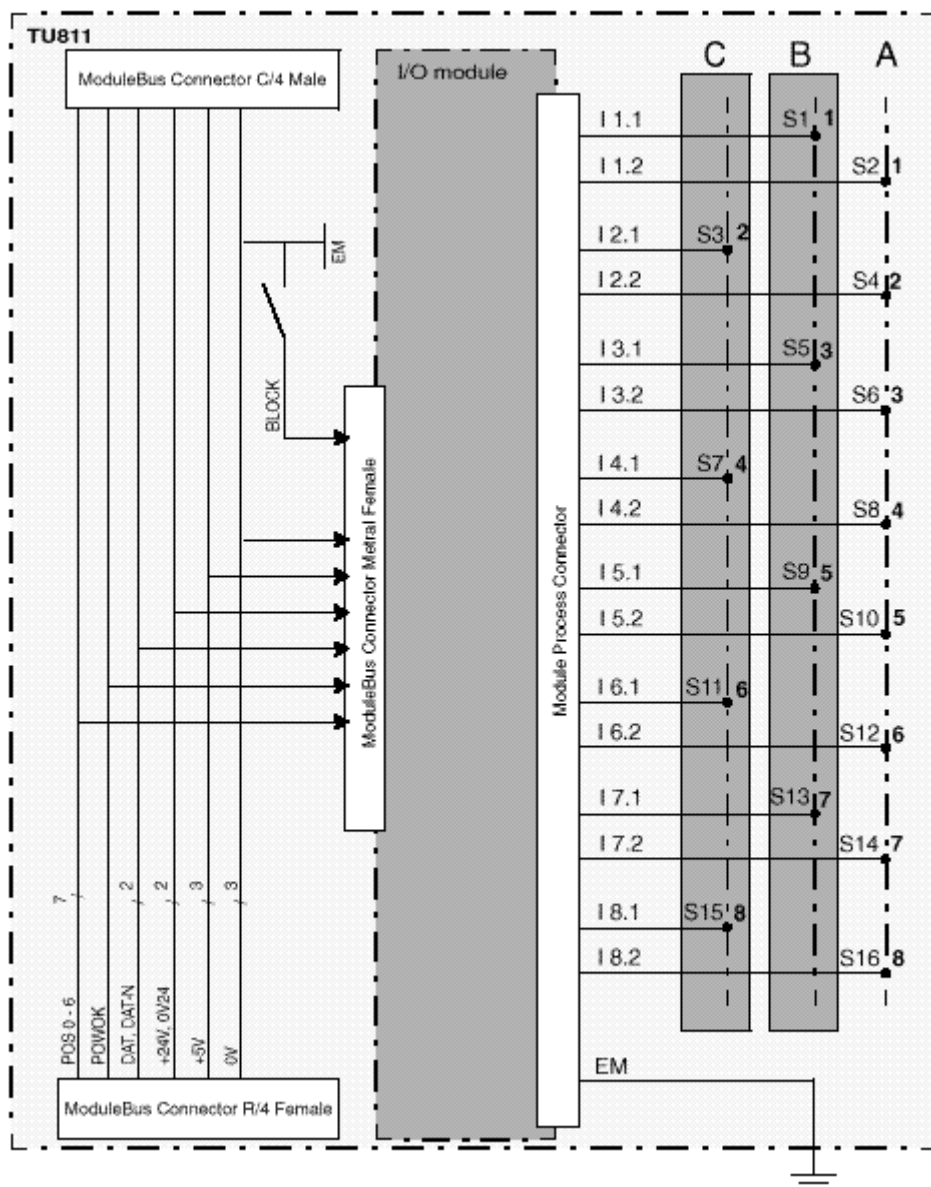 TU811
ModuleBus Connector C/4 Male
I/O module
C B A
I 1.1 S1 1
I 1.2 S2 1
I 2.1 S3 2
I 2.2 S4 2
I 3.1 S5 3
I 3.2 S6 3
I 4.1 S7 4
I 4.2 S8 4
I 5.1 S9 5
I 5.2 S10 5
I 6.1 S11 6
I 6.2 S12 6
I 7.1 S13 7
I 7.2 S14 7
I 8.1 S15 8
I 8.2 S16 8
EM
EM
BLOCK
ModuleBus Connector Metral Female
Module Process Connector
7 2 2 3 3
POS 0 - 6
POWOK
DAT, DAT-N
+24V, 0V24
+5V
0V
ModuleBus Connector R/4 Female